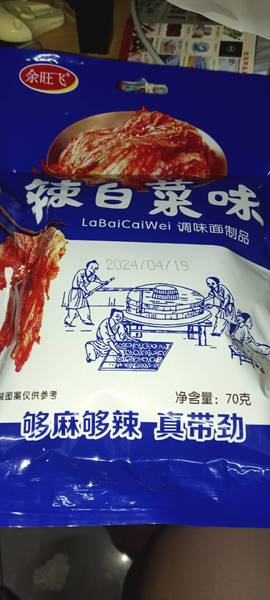 余旺飞
辣白菜味
LaBaiCaiWei 调味面制品
2024/04/19
装图案仅供参考
净含量: 70克
够麻够辣 真带劲